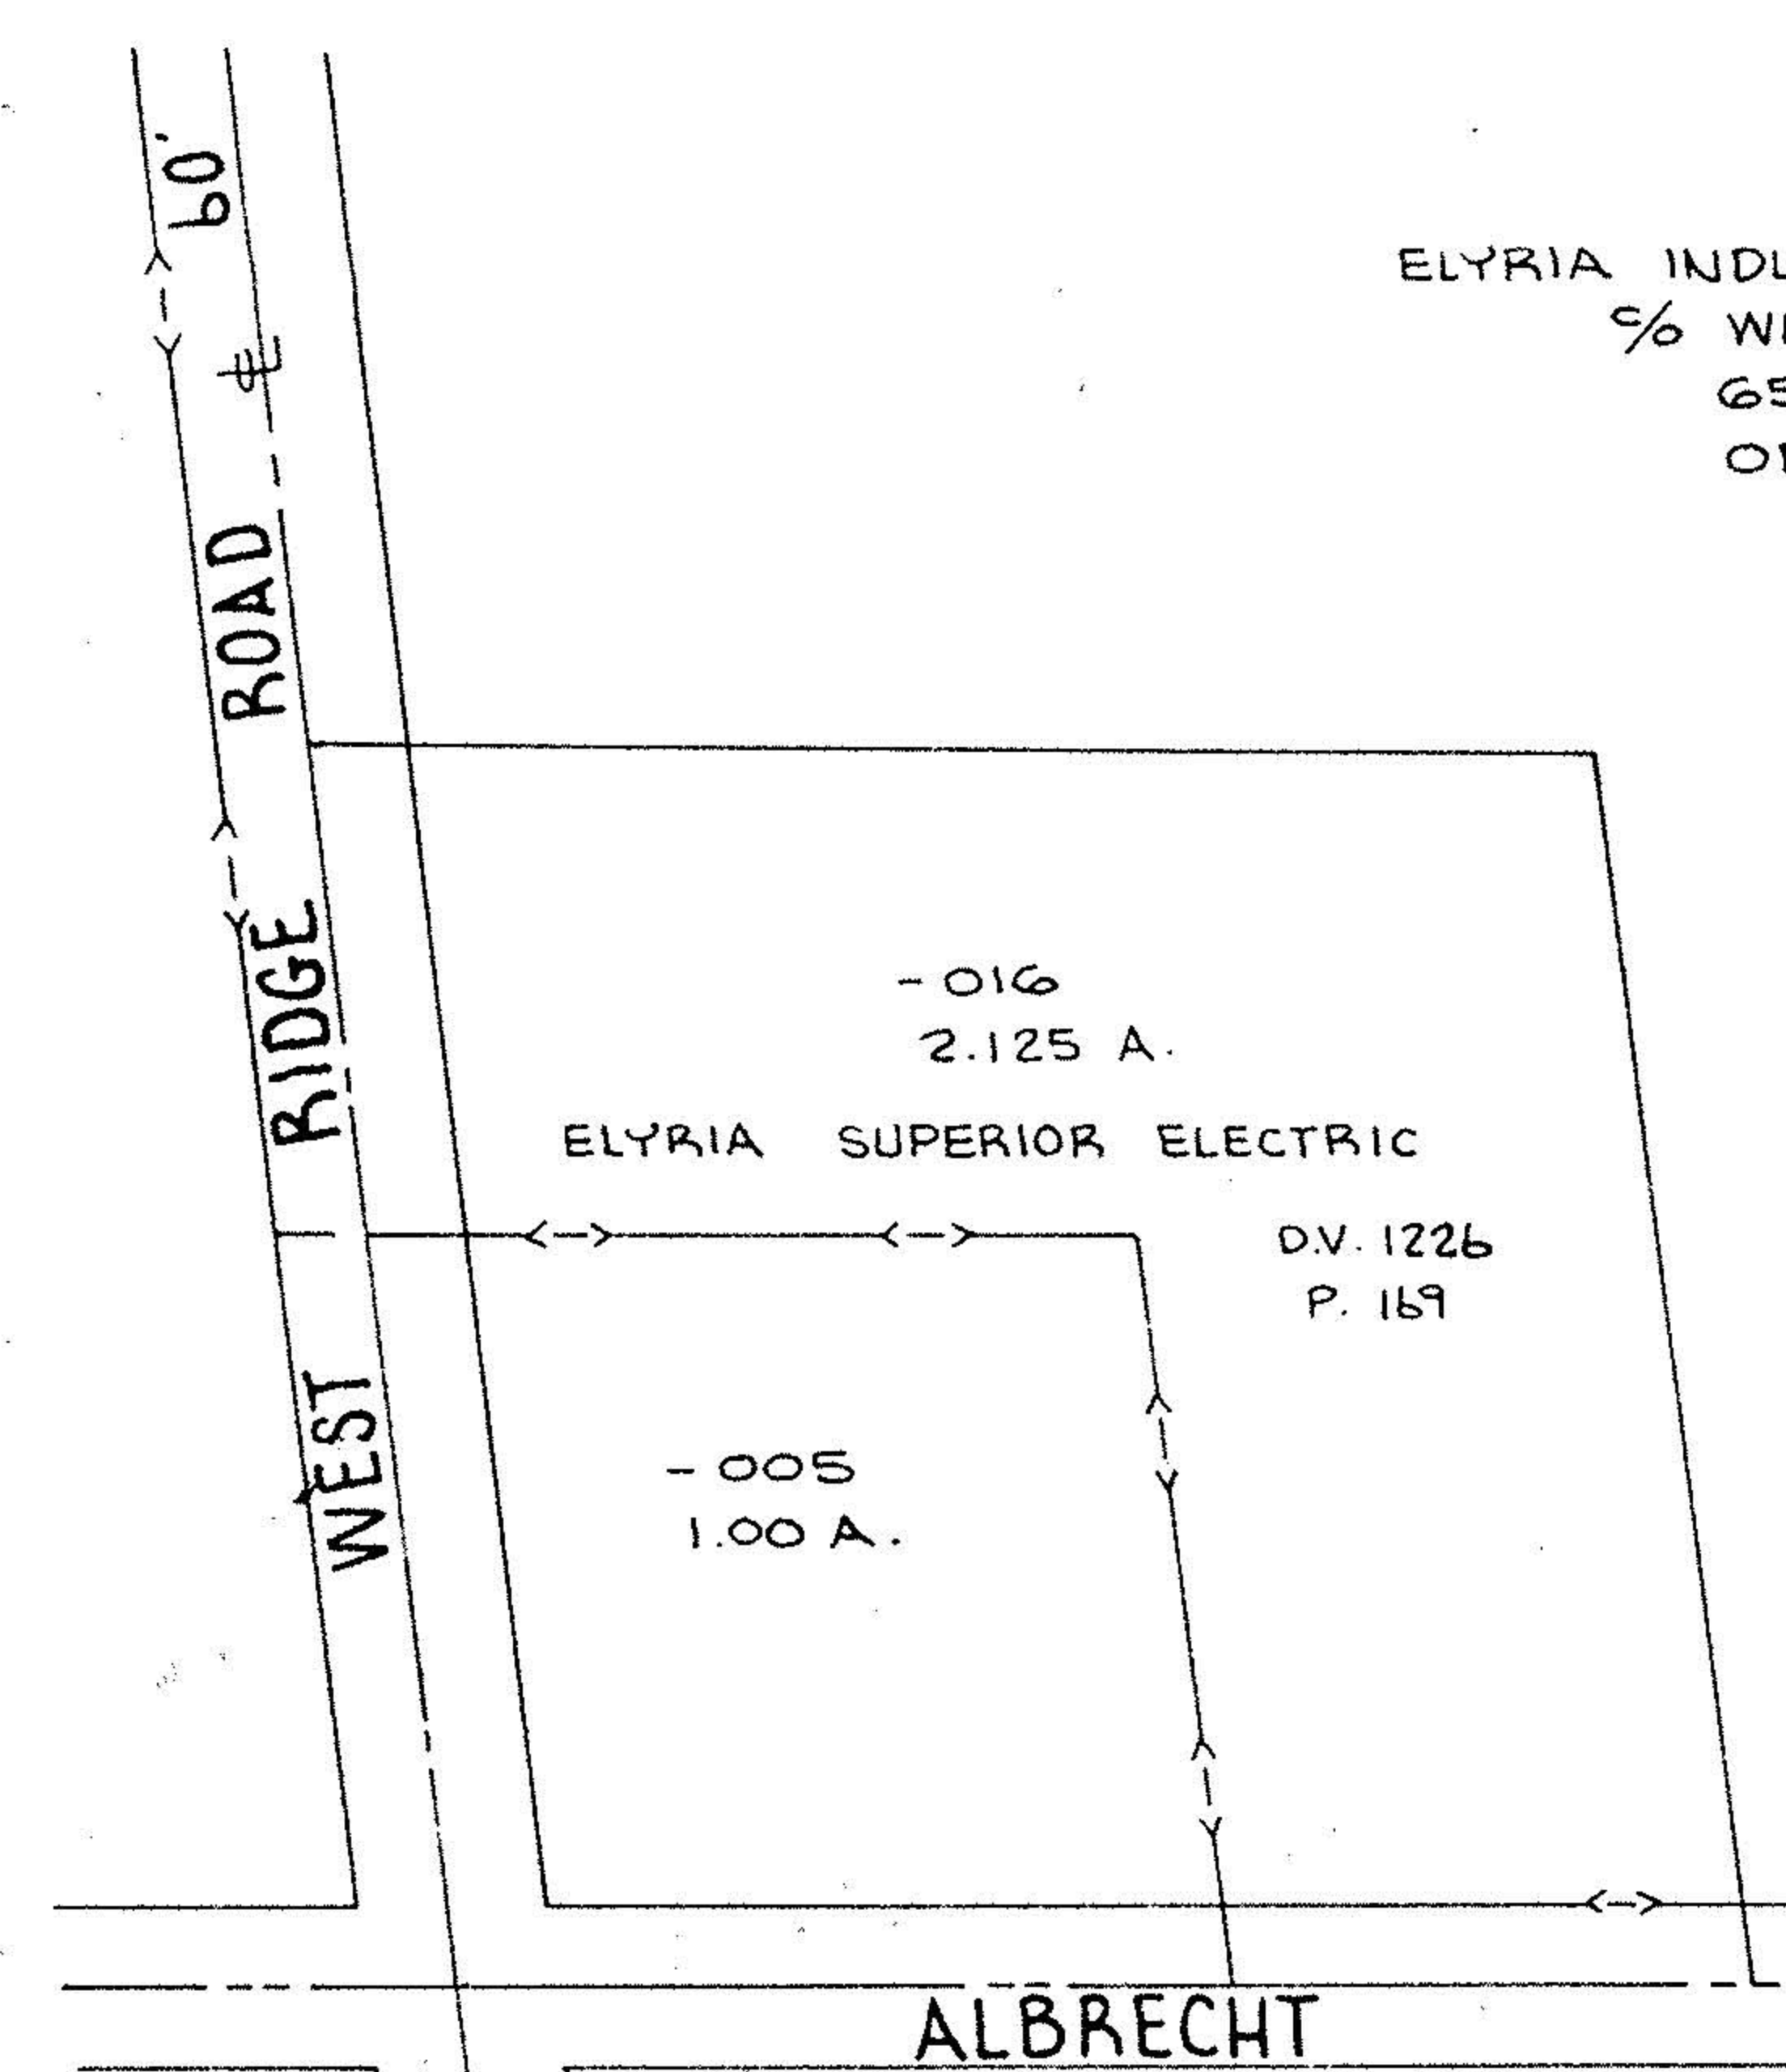 WEST RIDGE ROAD ℄ 60'
ELYRIA
c/o
- 016
2.125 A.
ELYRIA SUPERIOR ELECTRIC
D.V. 1226
P. 169
- 005
1.00 A.
ALBRECHT